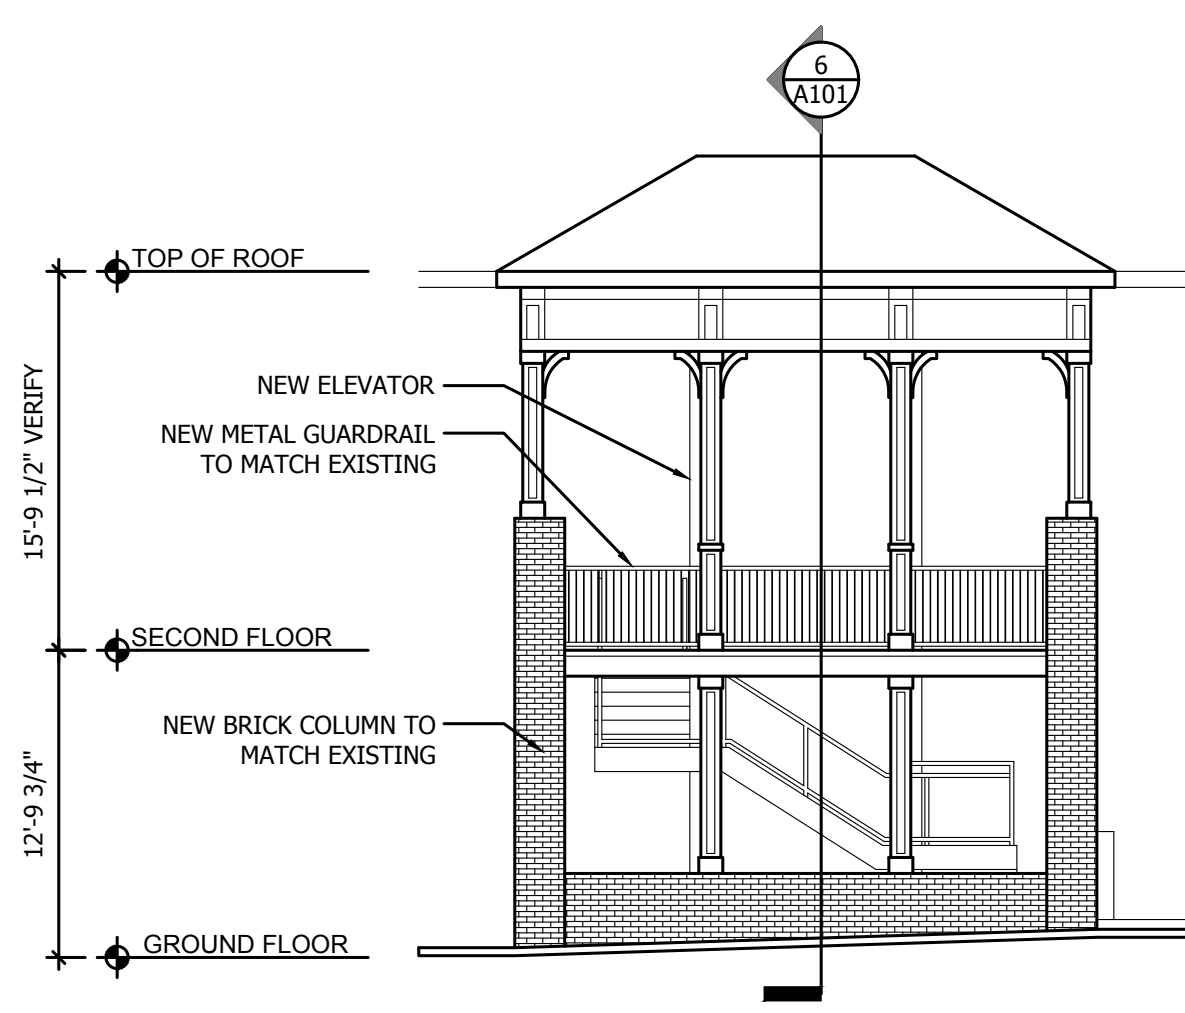 6
A101
TOP OF ROOF
15'-9 1/2" VERIFY
NEW ELEVATOR
NEW METAL GUARDRAIL
TO MATCH EXISTING
SECOND FLOOR
NEW BRICK COLUMN TO
MATCH EXISTING
12'-9 3/4"
GROUND FLOOR